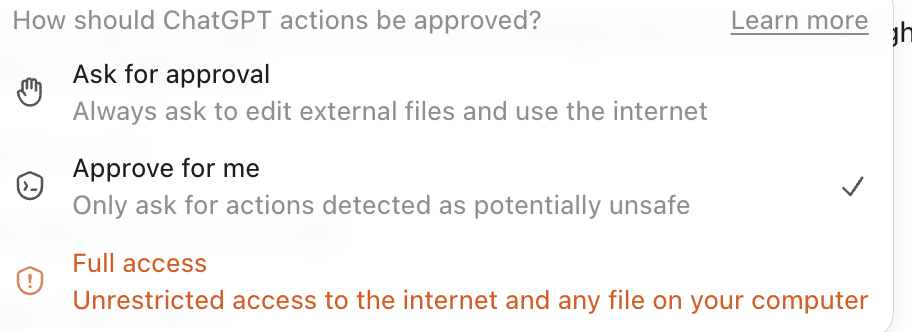 How should ChatGPT actions be approved? Learn more
Ask for approval
Always ask to edit external files and use the internet
Approve for me
Only ask for actions detected as potentially unsafe
Full access
Unrestricted access to the internet and any file on your computer